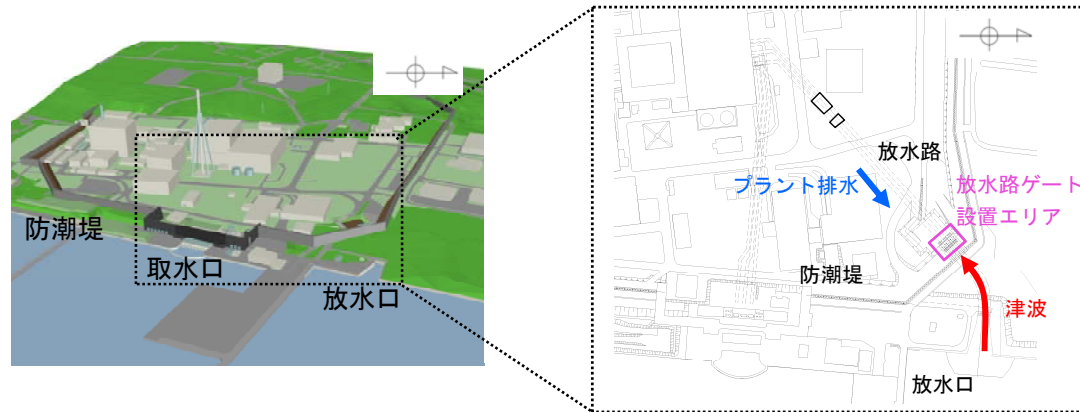 防潮堤
取水口
放水口
放水路
プラント排水
放水路ゲート
設置エリア
防潮堤
津波
放水口